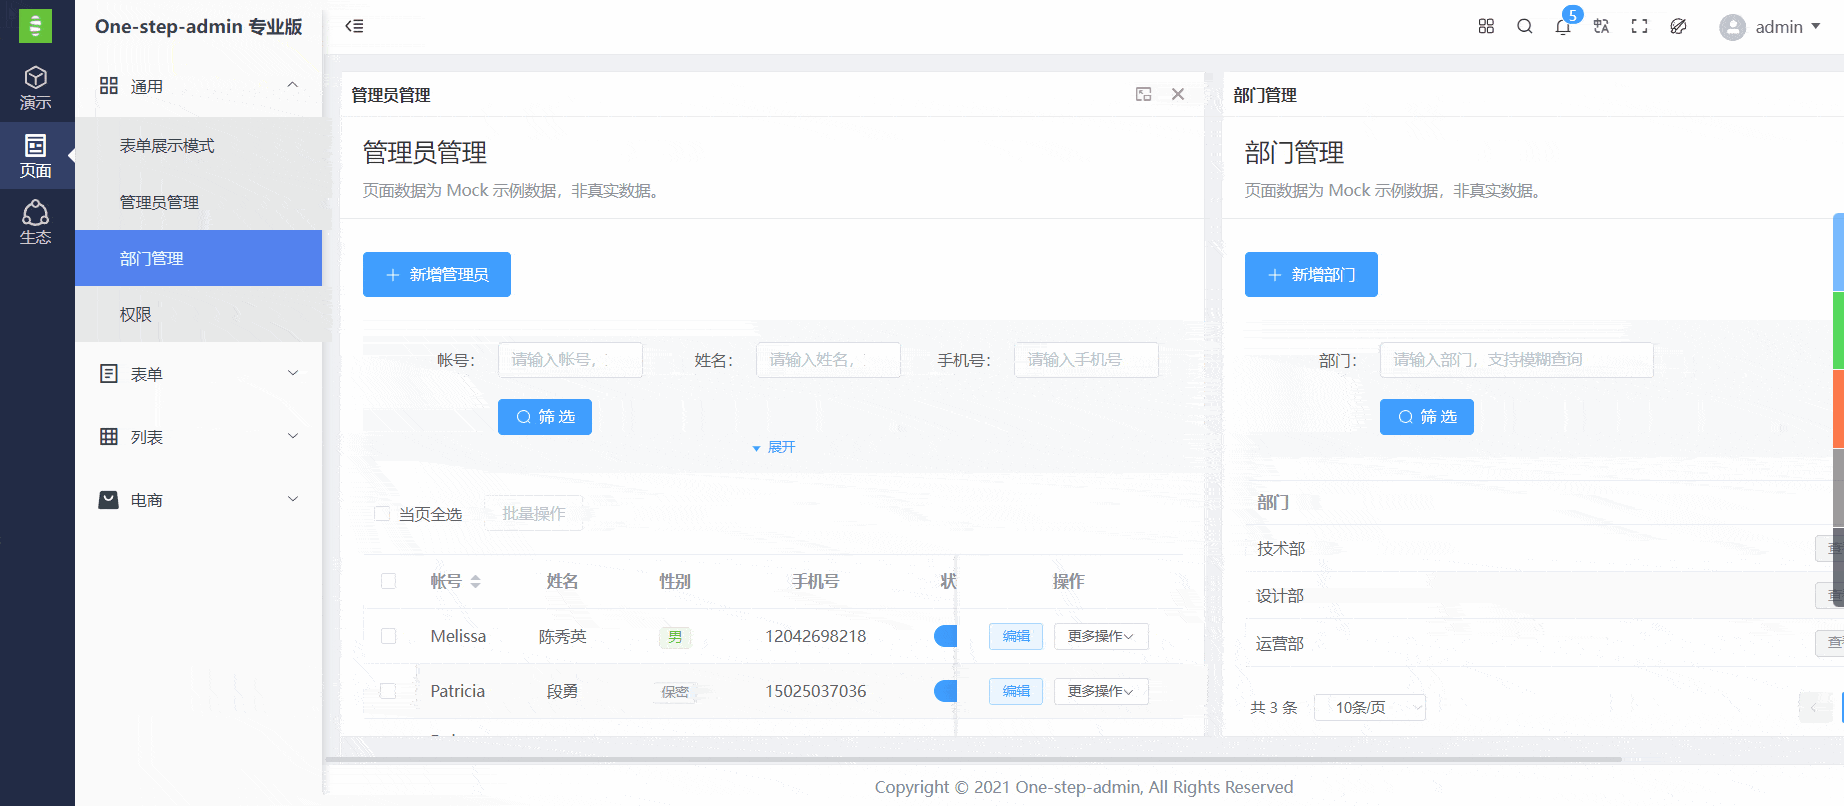 One-step-admin 专业版
5
admin
演示
页面
生态
通用
表单展示模式
管理员管理
部门管理
权限
表单
列表
电商
管理员管理
管理员管理
页面数据为 Mock 示例数据，非真实数据。
新增管理员
帐号：
请输入帐号，
姓名：
请输入姓名，
手机号：
请输入手机号
筛 选
展开
当页全选
批量操作
帐号 姓名 性别 手机号 状 操作
Melissa 陈秀英 男 12042698218 编辑 更多操作
Patricia 段勇 保密 15025037036 编辑 更多操作
部门管理
部门管理
页面数据为 Mock 示例数据，非真实数据。
新增部门
部门：
请输入部门，支持模糊查询
筛 选
部门
技术部 查
设计部 查
运营部 查
共 3 条 10条/页
Copyright © 2021 One-step-admin, All Rights Reserved